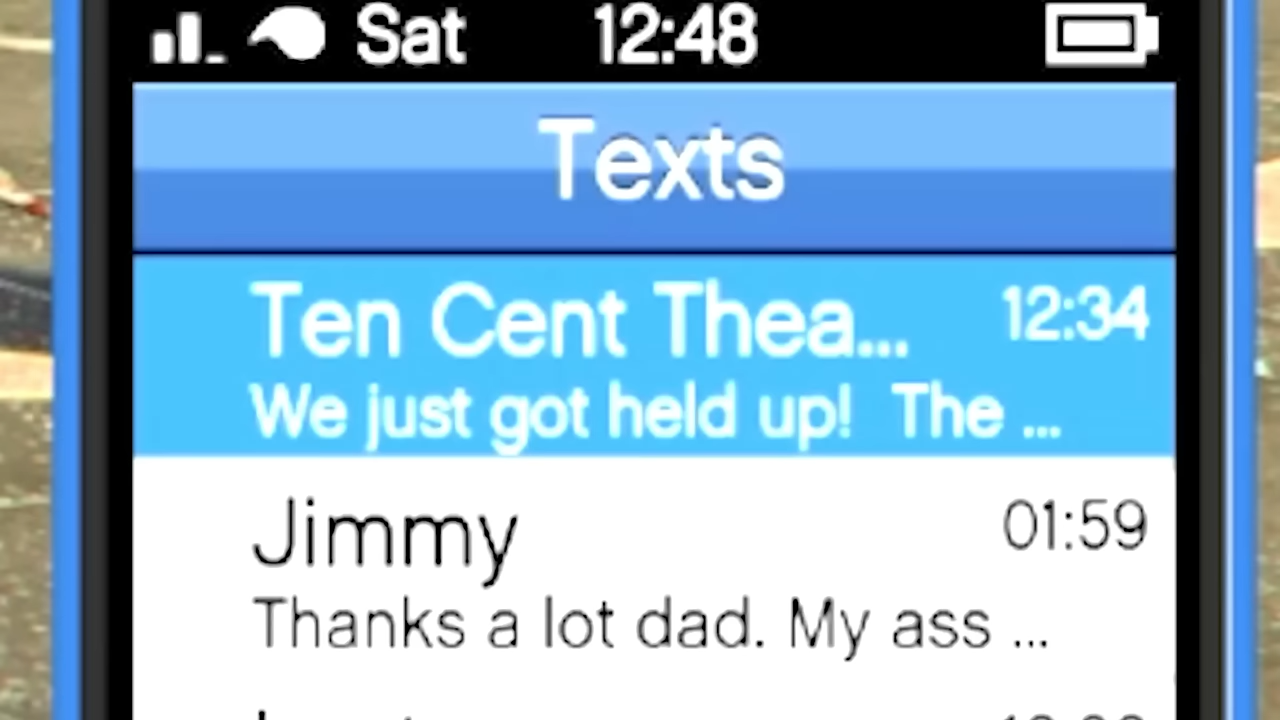 Sat 12:48
Texts
Ten Cent Thea... 12:34
We just got held up!  The ...
Jimmy 01:59
Thanks a lot dad. My ass ...